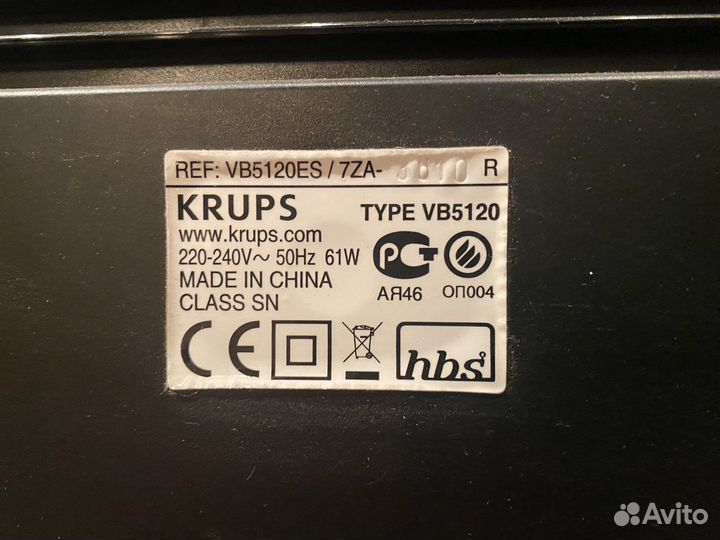 REF: VB5120ES / 7ZA- R
KRUPS
TYPE VB5120
www.krups.com
220-240V~ 50Hz 61W
MADE IN CHINA
CLASS SN
РСТ
АЯ46
ОП004
CE
hbs
Avito